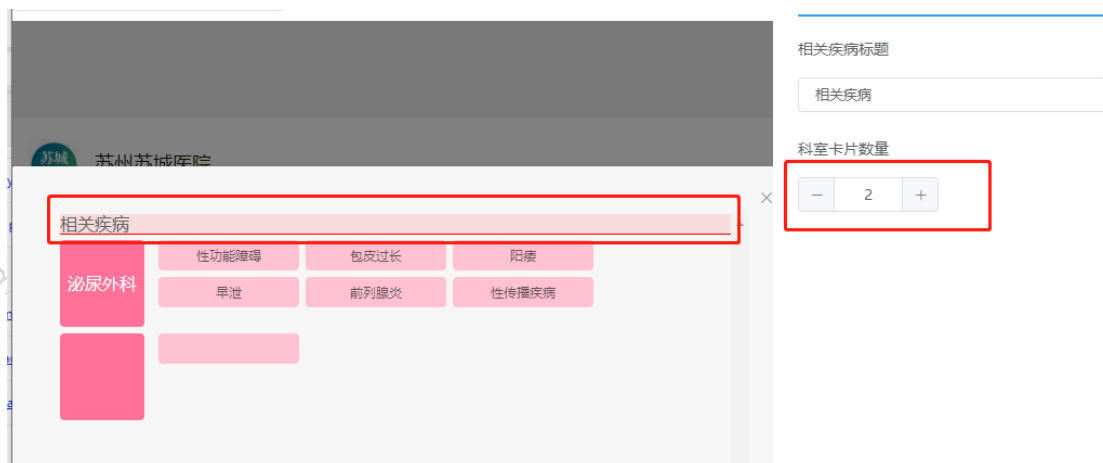 相关疾病标题
相关疾病
科室卡片数量
− 2 +
苏城
苏州苏城医院
×
相关疾病
泌尿外科
性功能障碍 包皮过长 阳痿
早泄 前列腺炎 性传播疾病